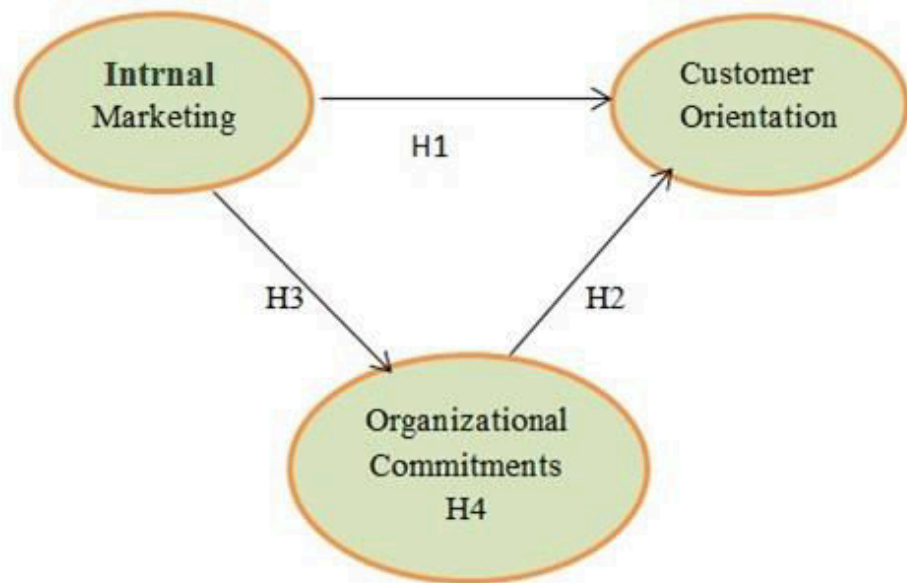 Intrnal
Marketing
Customer
Orientation
H1
H3
H2
Organizational
Commitments
H4